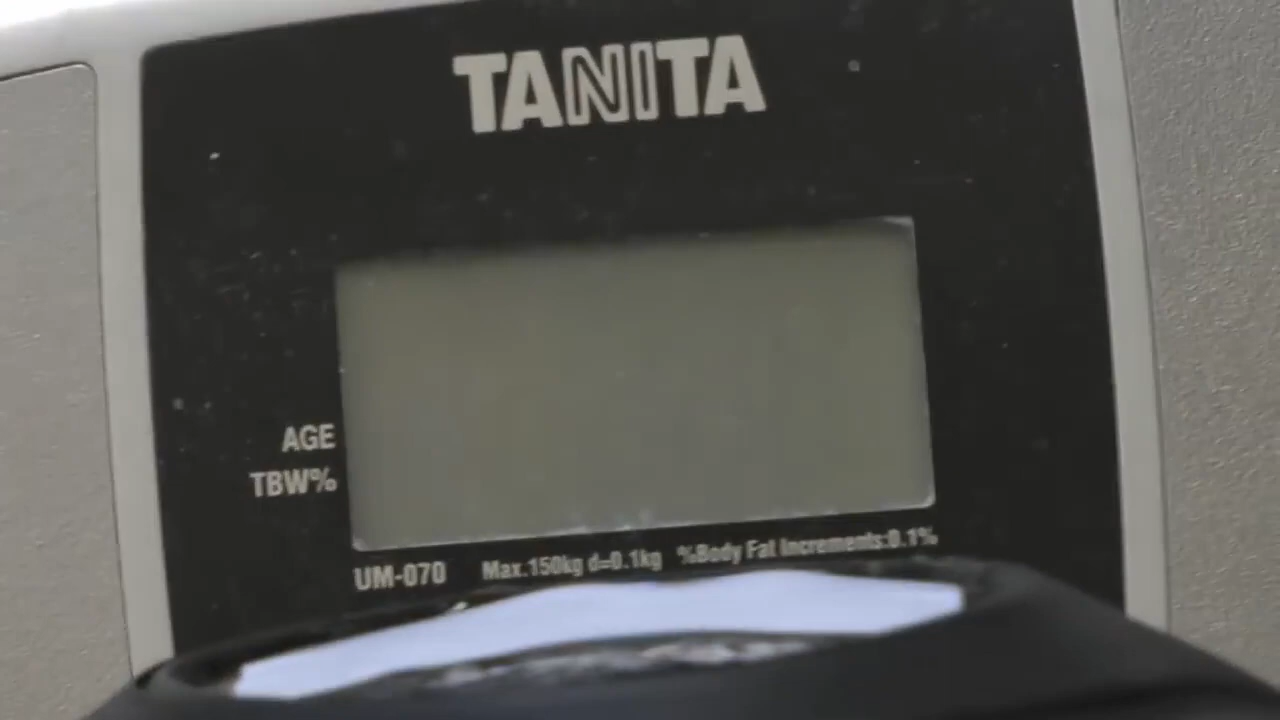 TANITA
AGE
TBW%
UM-070 Max.150kg d=0.1kg %Body Fat Increments:0.1%